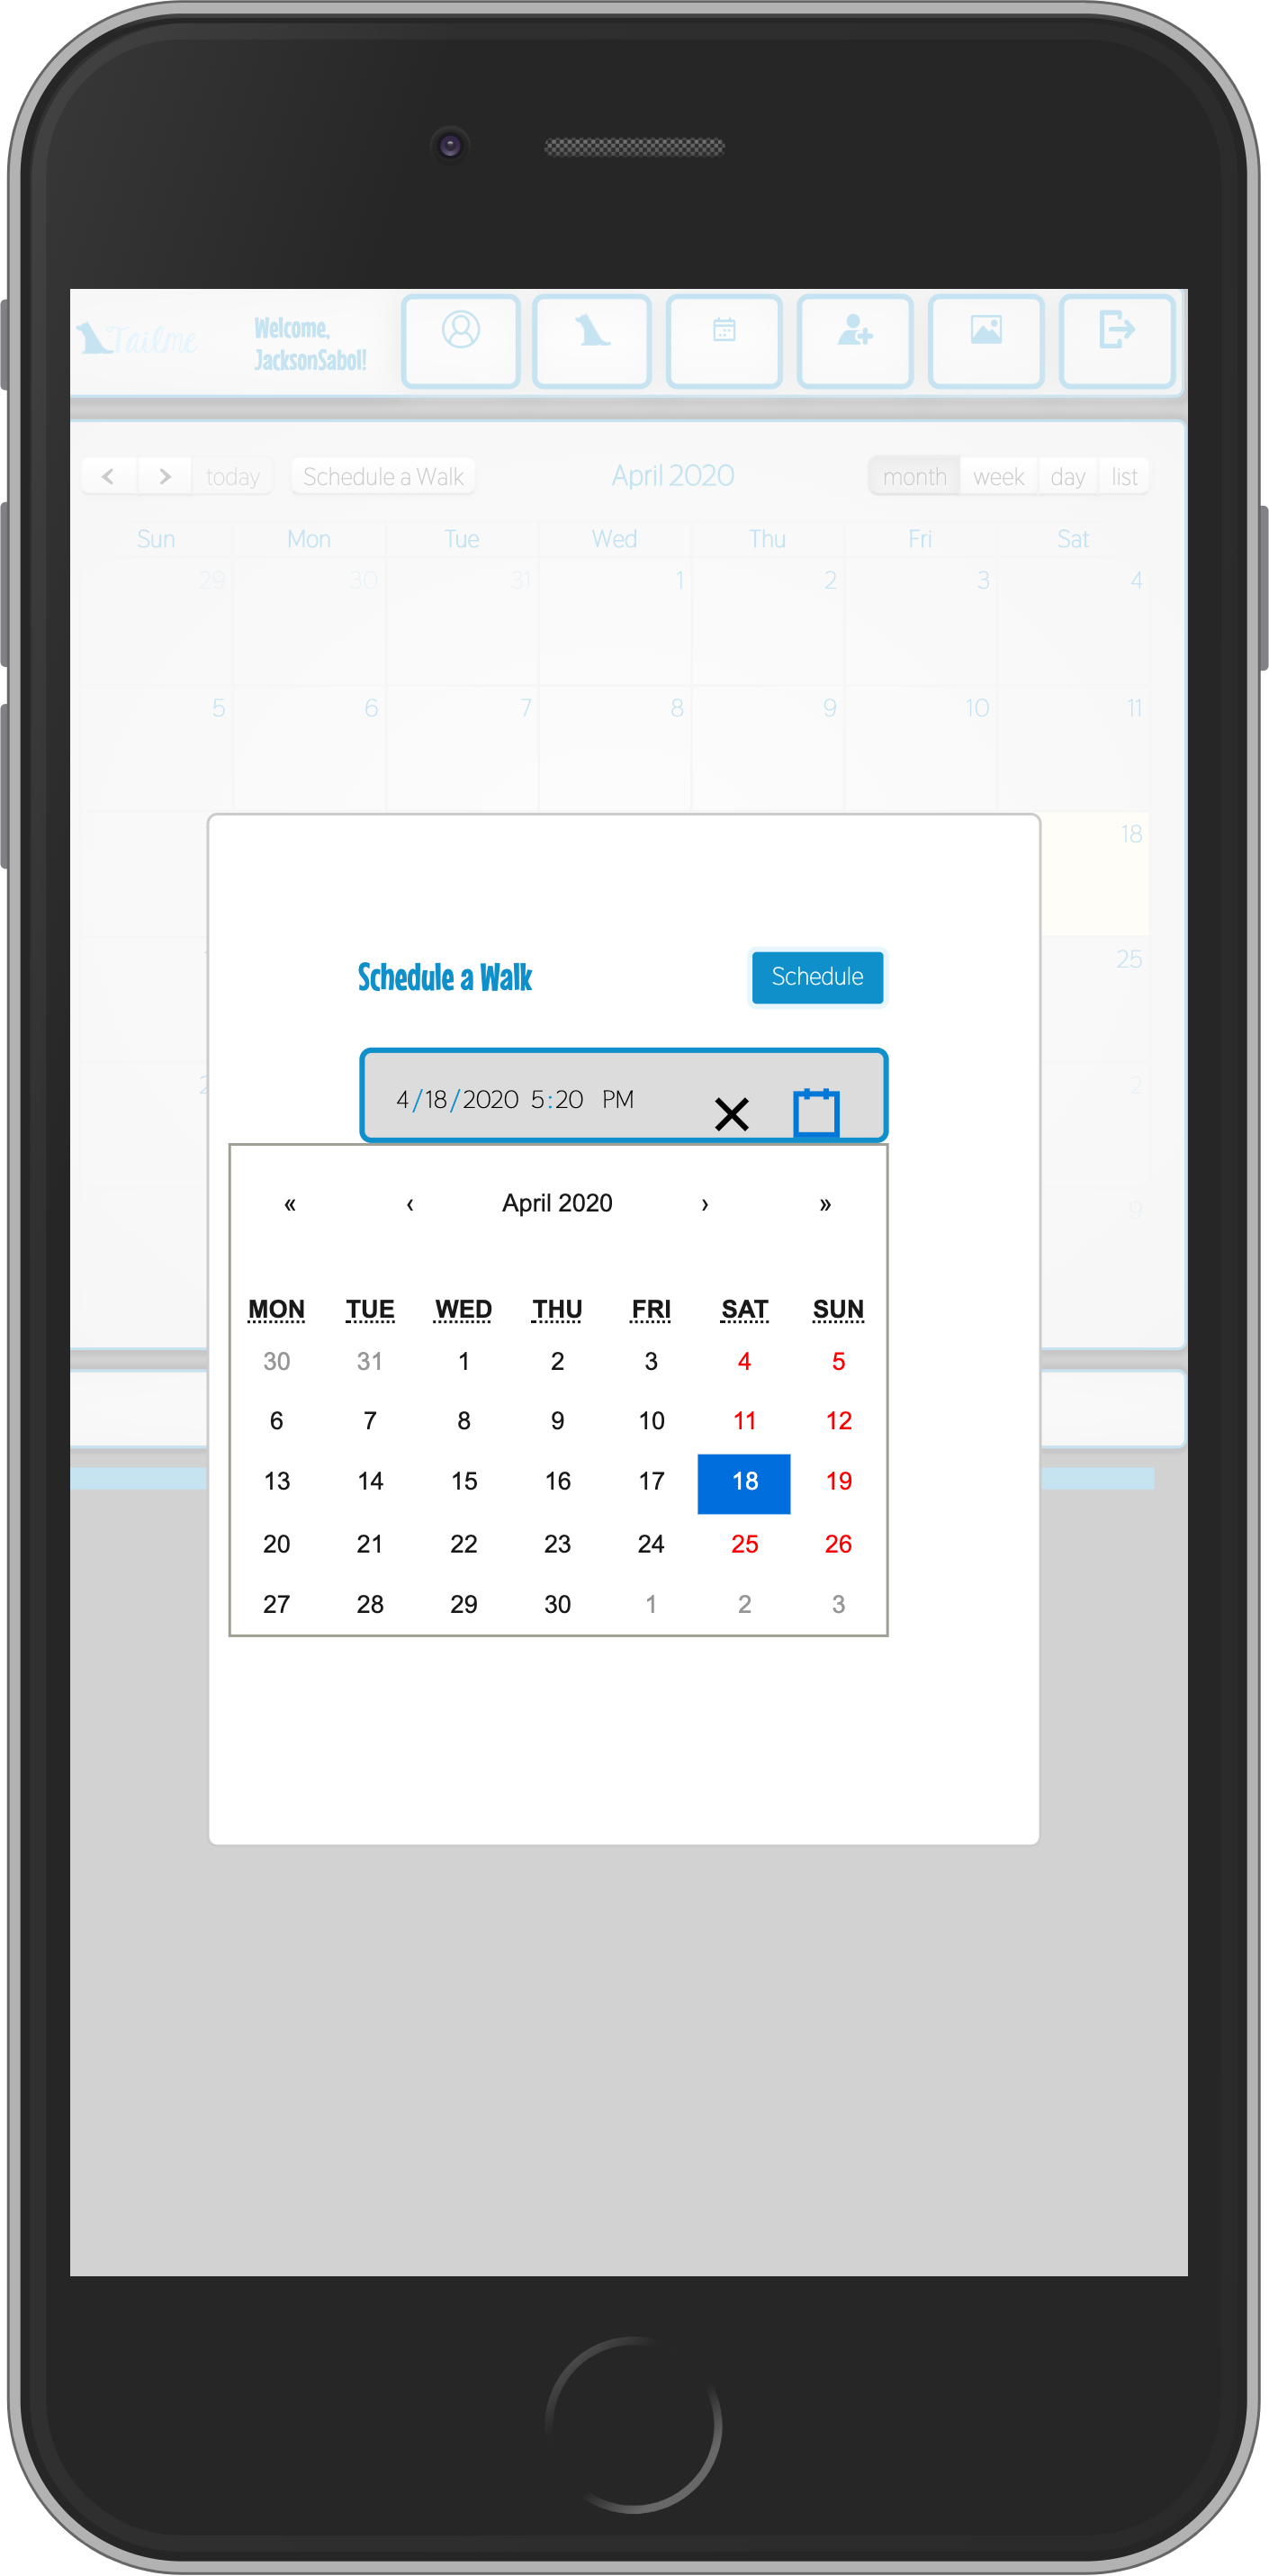 Tailme
Welcome,
JacksonSabol!
< > today Schedule a Walk April 2020 month week day list
Sun Mon Tue Wed Thu Fri Sat
29 30 31 1 2 3 4
5 6 7 8 9 10 11
18
Schedule a Walk Schedule
25
4/18/2020 5:20 PM
2 2
« ‹ April 2020 › »
9
MON TUE WED THU FRI SAT SUN
30 31 1 2 3 4 5
6 7 8 9 10 11 12
13 14 15 16 17 18 19
20 21 22 23 24 25 26
27 28 29 30 1 2 3